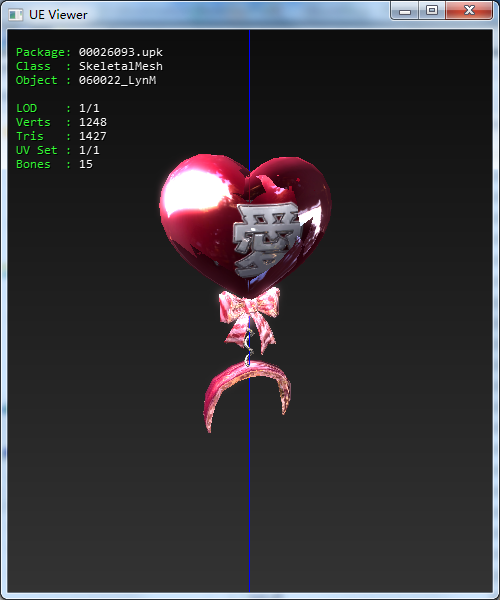 UE Viewer
Package: 00026093.upk
Class : SkeletalMesh
Object : 060022_LynM
LOD : 1/1
Verts : 1248
Tris : 1427
UV Set : 1/1
Bones : 15
愛